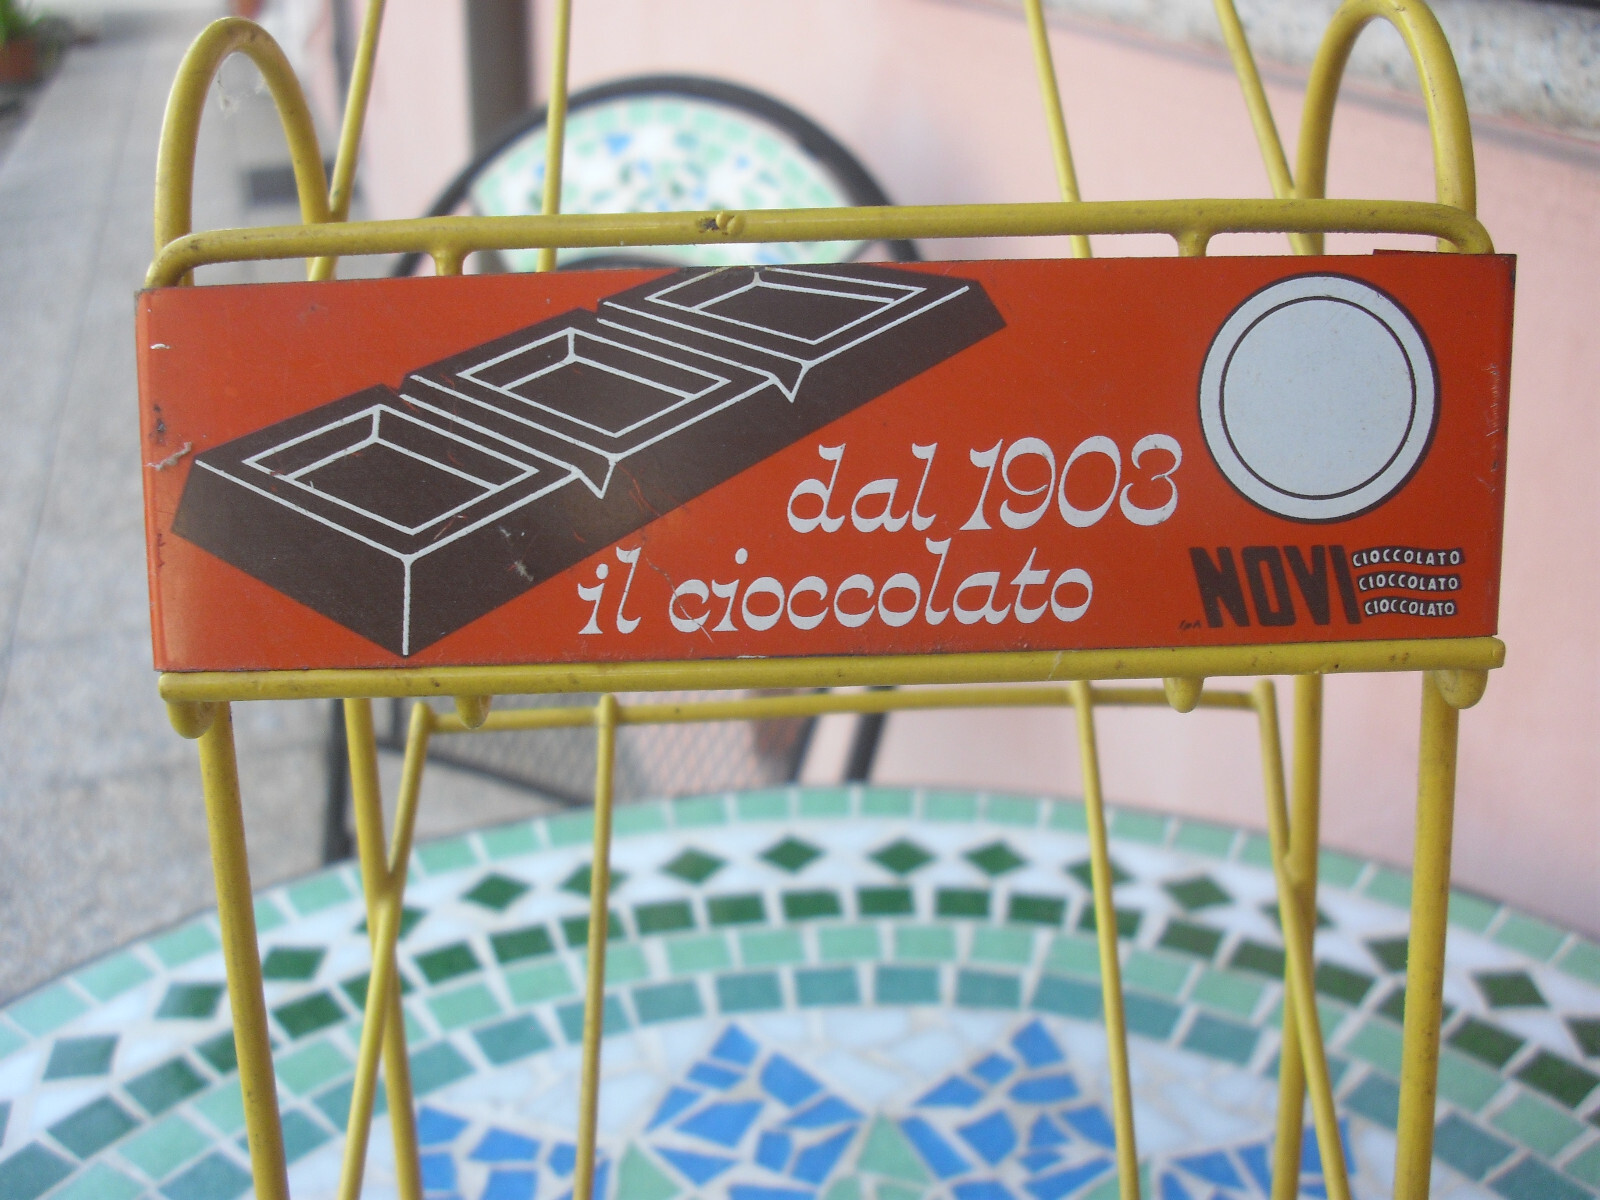 dal 1903
il cioccolato
NOVI
CIOCCOLATO
CIOCCOLATO
CIOCCOLATO